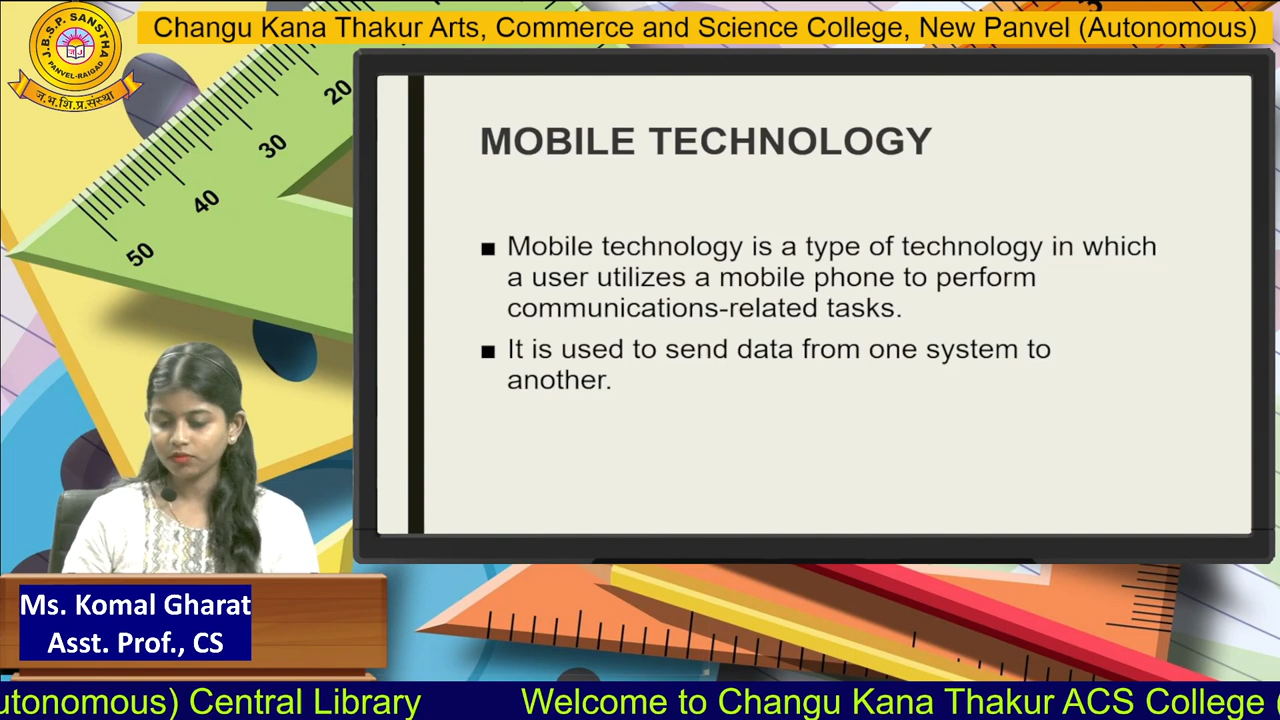 Changu Kana Thakur Arts, Commerce and Science College, New Panvel (Autonomous)
J.B.S.P. SANSTHA
PANVEL-RAIGAD
ज.भ.शि.प्र.संस्था
20
30
40
50
MOBILE TECHNOLOGY
■ Mobile technology is a type of technology in which
a user utilizes a mobile phone to perform
communications-related tasks.
■ It is used to send data from one system to
another.
Ms. Komal Gharat
Asst. Prof., CS
utonomous) Central Library Welcome to Changu Kana Thakur ACS College (